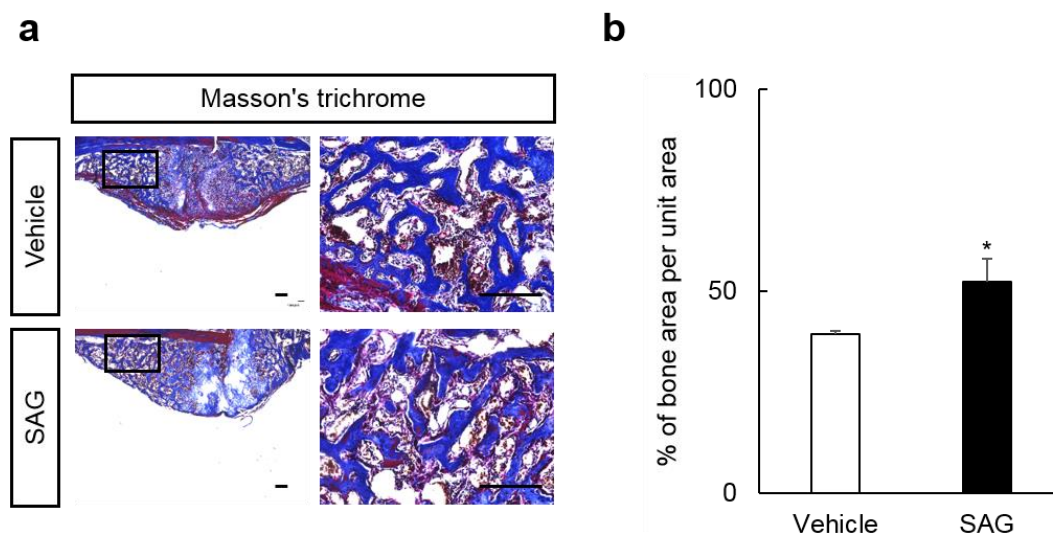 a
Masson's trichrome
Vehicle
SAG
b
% of bone area per unit area
100
50
0
*
Vehicle
SAG